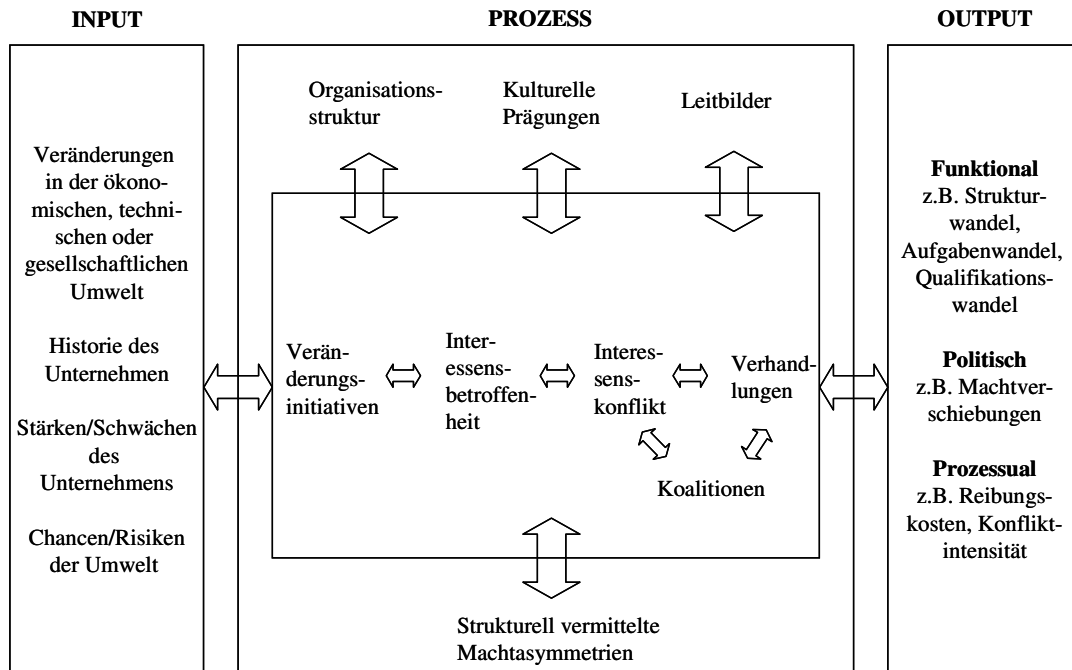 INPUT
PROZESS
OUTPUT
Veränderungen
in der ökono-
mischen, techni-
schen oder
gesellschaftlichen
Umwelt
Historie des
Unternehmen
Stärken/Schwächen
des
Unternehmens
Chancen/Risiken
der Umwelt
Organisations-
struktur
Kulturelle
Prägungen
Leitbilder
Verän-
derungs-
initiativen
Inter-
essens-
betroffen-
heit
Interes-
sens-
konflikt
Verhand-
lungen
Koalitionen
Strukturell vermittelte
Machtasymmetrien
Funktional
z.B. Struktur-
wandel,
Aufgabenwandel,
Qualifikations-
wandel
Politisch
z.B. Machtver-
schiebungen
Prozessual
z.B. Reibungs-
kosten, Konflikt-
intensität